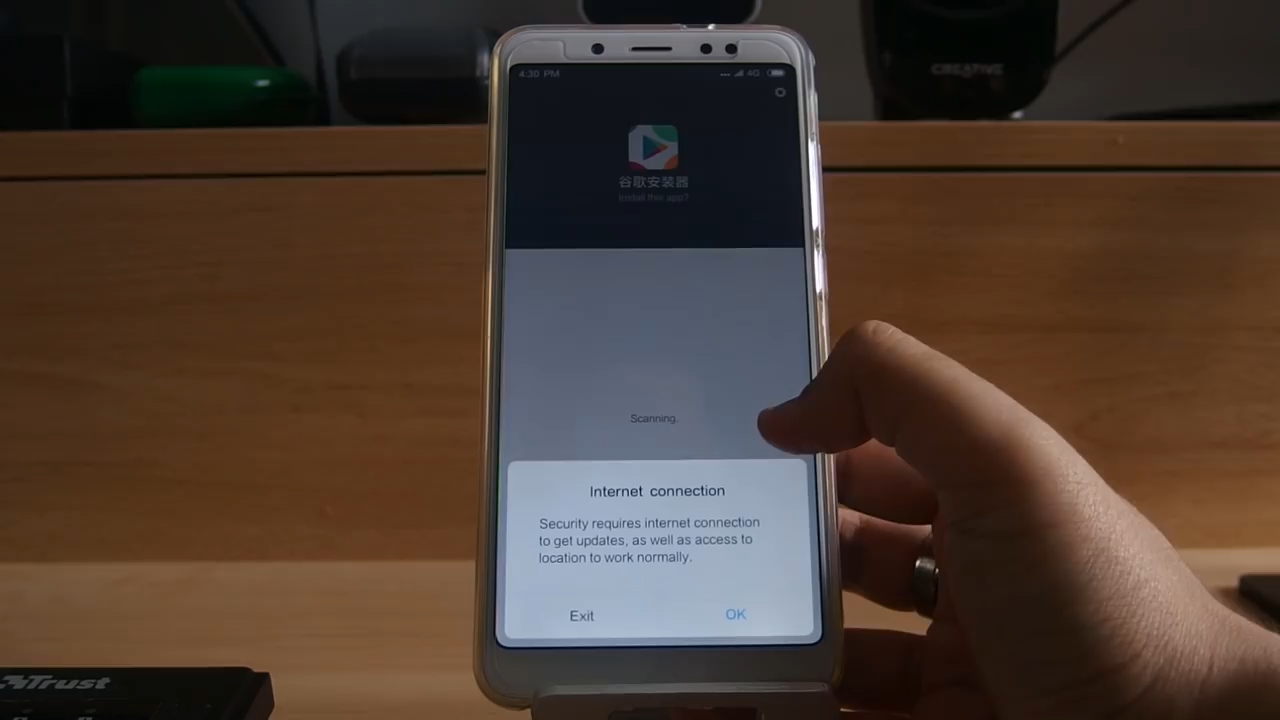 CREATIVE
4:30 PM
4G
谷歌安装器
Install this app?
Scanning.
Internet connection
Security requires internet connection
to get updates, as well as access to
location to work normally.
Exit
OK
Trust